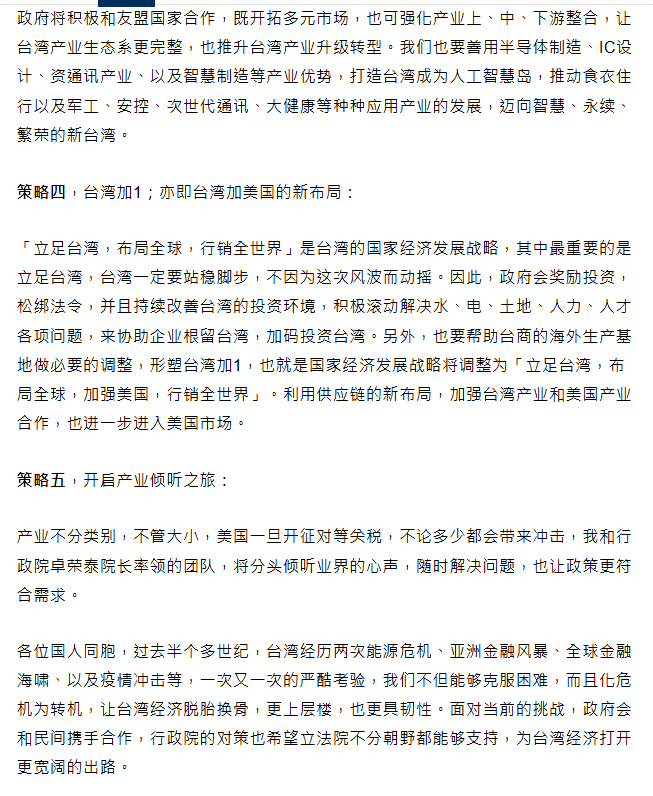 政府将积极和友盟国家合作，既开拓多元市场，也可强化产业上、中、下游整合，让
台湾产业生态系更完整，也推升台湾产业升级转型。我们也要善用半导体制造、IC设
计、资通讯产业、以及智慧制造等产业优势，打造台湾成为人工智慧岛，推动食衣住
行以及军工、安控、次世代通讯、大健康等种种应用产业的发展，迈向智慧、永续、
繁荣的新台湾。
策略四，台湾加1；亦即台湾加美国的新布局：
「立足台湾，布局全球，行销全世界」是台湾的国家经济发展战略，其中最重要的是
立足台湾，台湾一定要站稳脚步，不因为这次风波而动摇。因此，政府会奖励投资，
松绑法令，并且持续改善台湾的投资环境，积极滚动解决水、电、土地、人力、人才
各项问题，来协助企业根留台湾，加码投资台湾。另外，也要帮助台商的海外生产基
地做必要的调整，形塑台湾加1，也就是国家经济发展战略将调整为「立足台湾，布
局全球，加强美国，行销全世界」。利用供应链的新布局，加强台湾产业和美国产业
合作，也进一步进入美国市场。
策略五，开启产业倾听之旅：
产业不分类别，不管大小，美国一旦开征对等关税，不论多少都会带来冲击，我和行
政院卓荣泰院长率领的团队，将分头倾听业界的心声，随时解决问题，也让政策更符
合需求。
各位国人同胞，过去半个多世纪，台湾经历两次能源危机、亚洲金融风暴、全球金融
海啸、以及疫情冲击等，一次又一次的严酷考验，我们不但能够克服困难，而且化危
机为转机，让台湾经济脱胎换骨，更上层楼，也更具韧性。面对当前的挑战，政府会
和民间携手合作，行政院的对策也希望立法院不分朝野都能够支持，为台湾经济打开
更宽阔的出路。